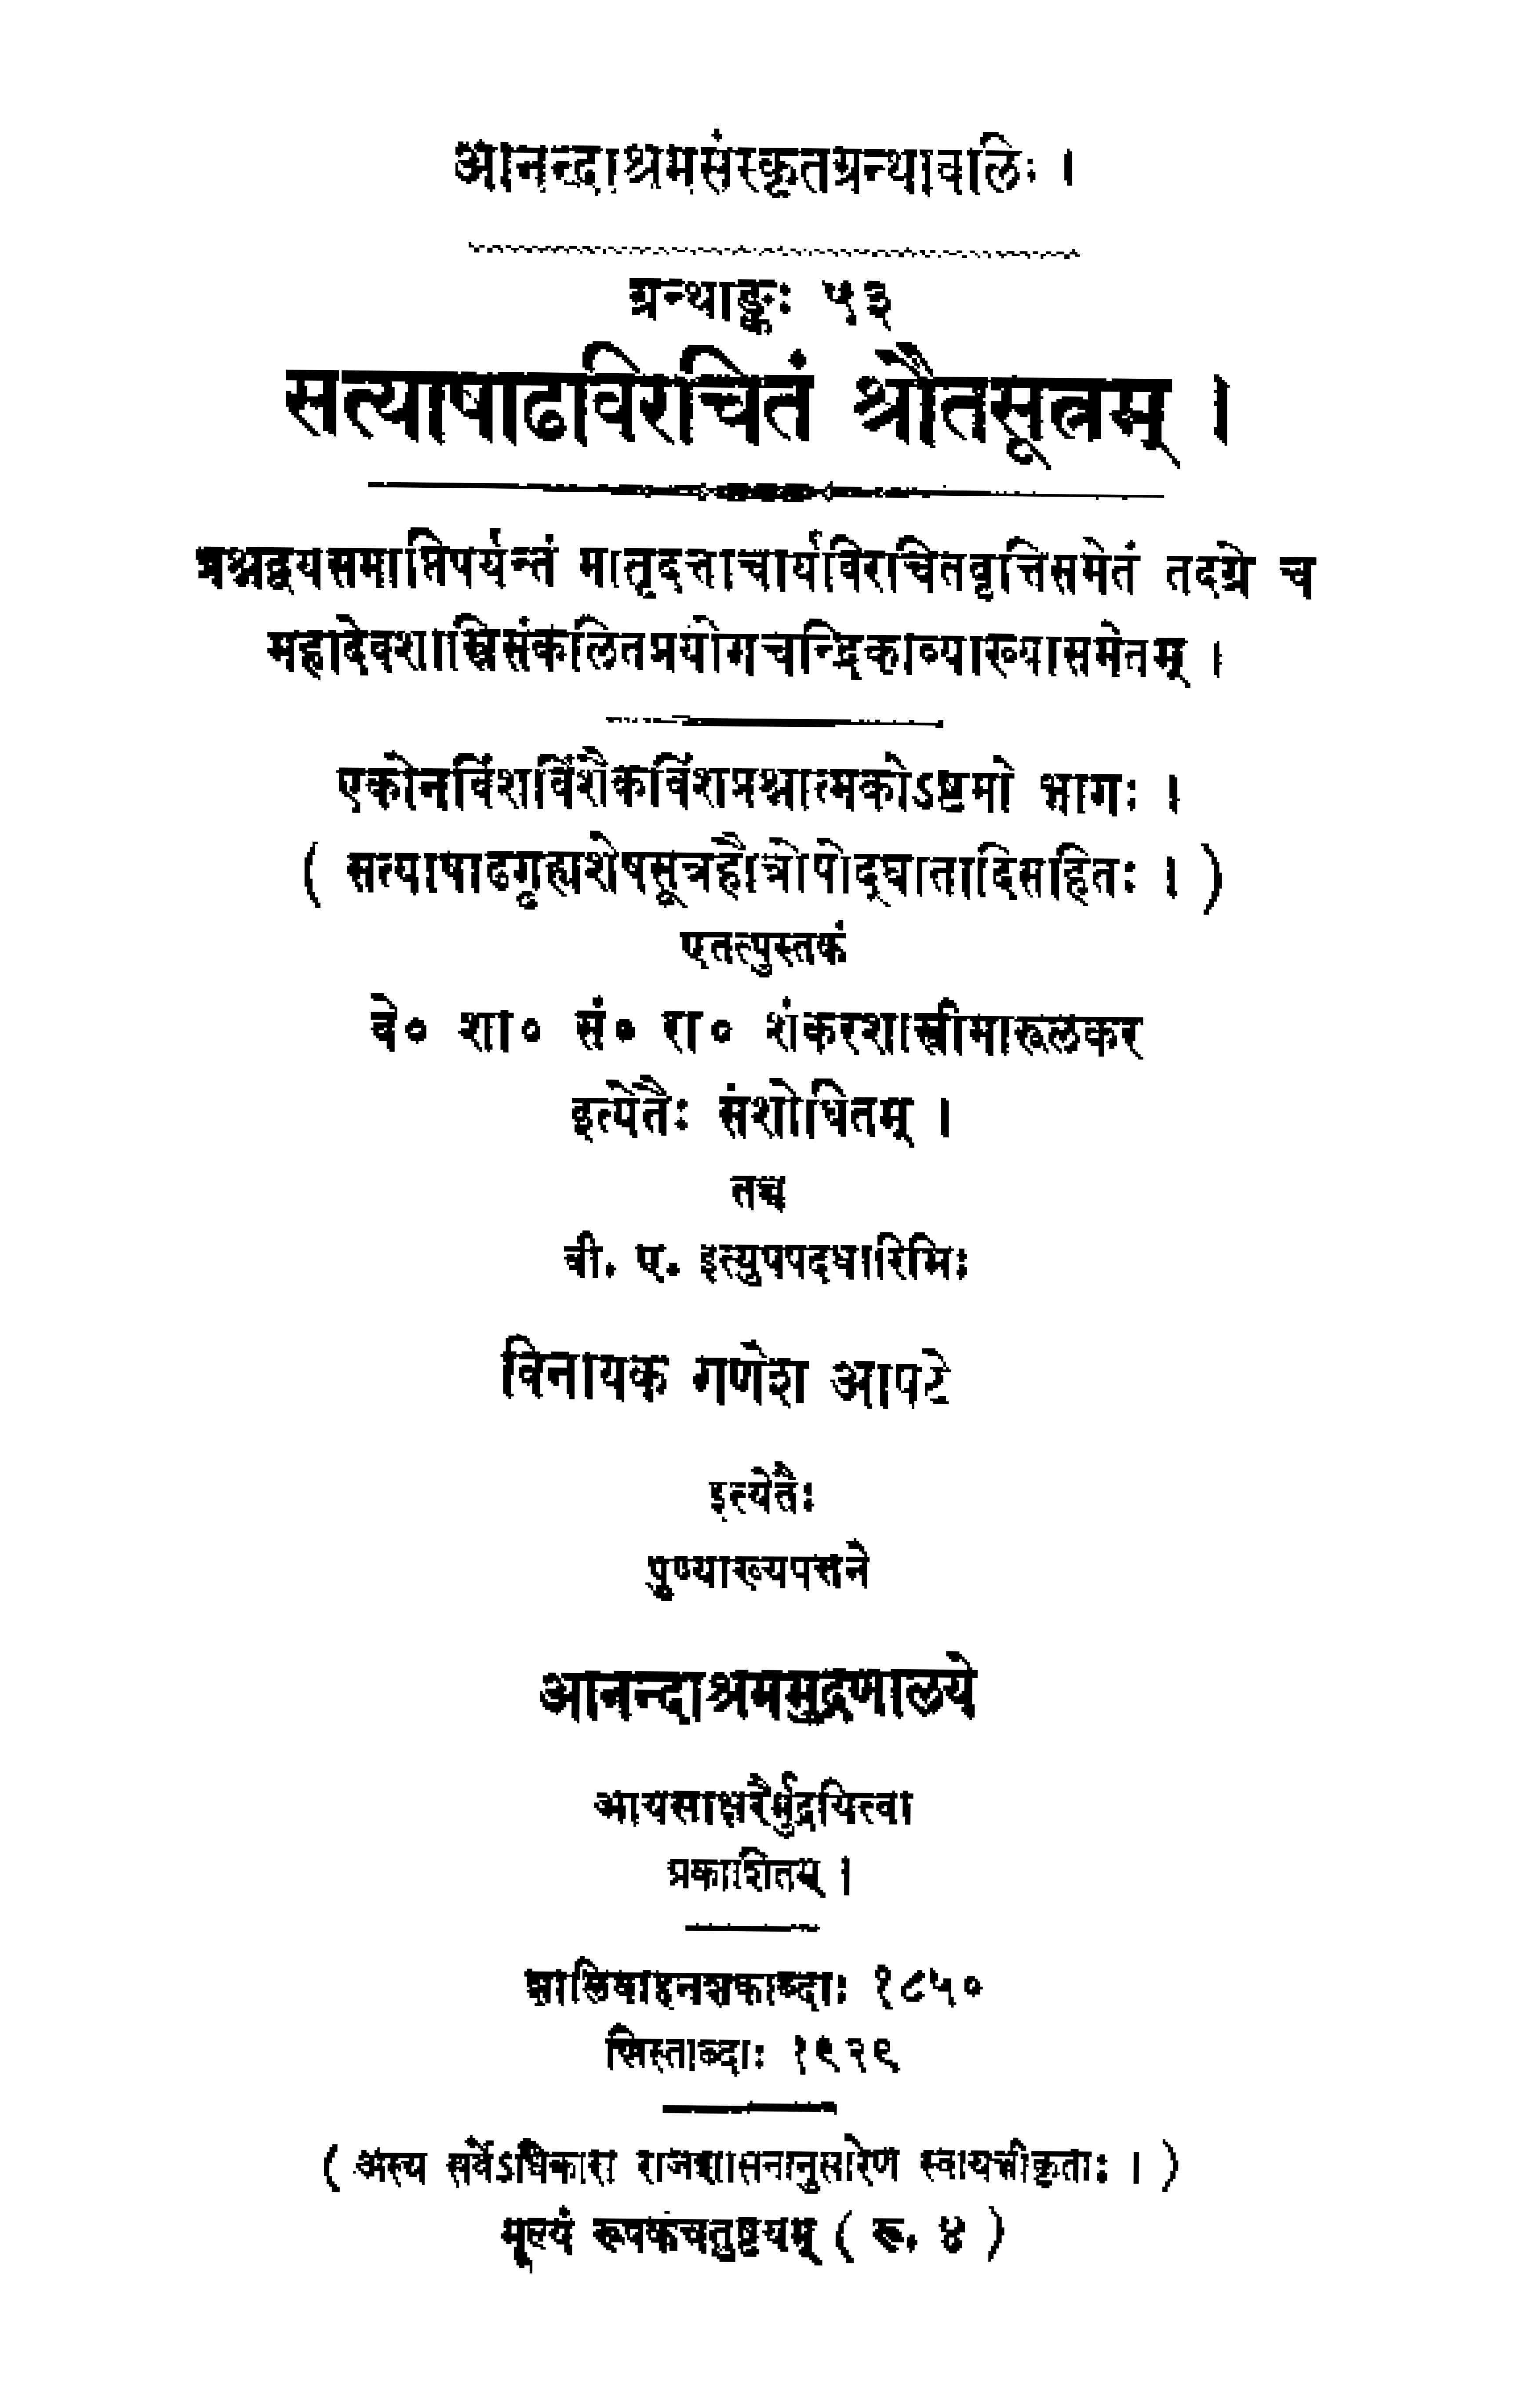 आनन्दाश्रमसंस्कृतग्रन्थावलिः ।
ग्रन्थाङ्कः ५३
सत्याषाढविरचितं श्रौतसूत्रम् ।
प्रश्नद्वयसमाप्तिपर्यन्तं मातृदत्ताचार्यविरचितवृत्तिसमेतं तदग्रे च
महादेवशास्त्रिसंकलितप्रयोगचन्द्रिकाव्याख्यासमेतम् ।
एकोनविंशविंशैकविंशप्रश्नात्मकोऽष्टमो भागः ।
( सत्याषाढगृह्यशेषसूत्रहौत्रोपोद्घातादिसहितः । )
एतत्पुस्तकं
वे० शा० सं० रा० शंकरशास्त्रीमारूलकर
इत्येतैः संशोधितम् ।
तच्च
बी. ए. इत्युपपदधारिभिः
विनायक गणेश आपटे
इत्येतैः
पुण्याख्यपत्तने
आनन्दाश्रममुद्रणालये
आयसाक्षरैर्मुद्रयित्वा
प्रकाशितम् ।
शालिवाहनशकाब्दाः १८५०
ख्रिस्ताब्दाः १९२९
( अस्य सर्वेऽधिकारा राजशासनानुसारेण स्वायत्तीकृताः । )
मूल्यं रूपकचतुष्टयम् ( रू. ४ )